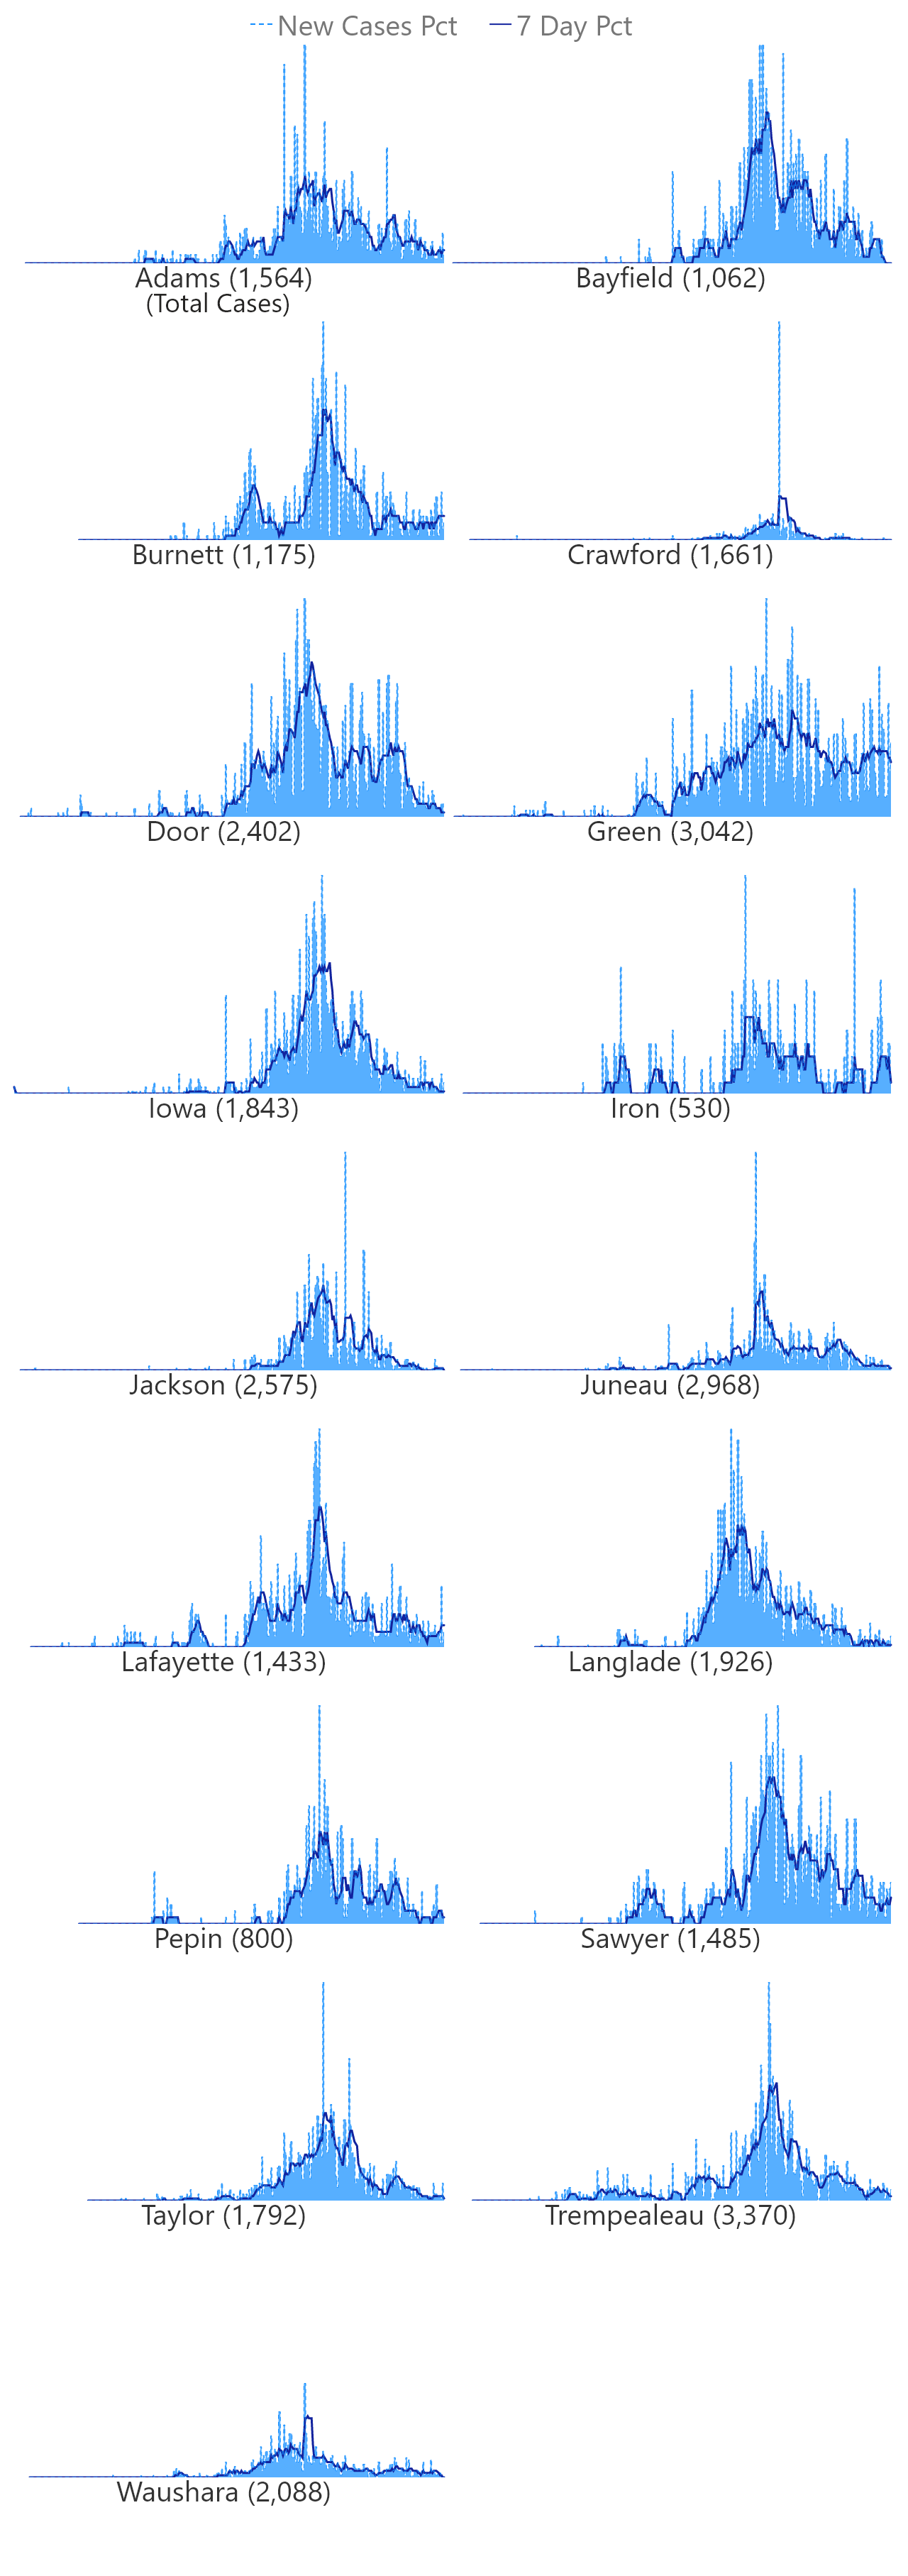 New Cases Pct 7 Day Pct
Adams (1,564) Bayfield (1,062)
(Total Cases)
Burnett (1,175) Crawford (1,661)
Door (2,402) Green (3,042)
Iowa (1,843) Iron (530)
Jackson (2,575) Juneau (2,968)
Lafayette (1,433) Langlade (1,926)
Pepin (800) Sawyer (1,485)
Taylor (1,792) Trempealeau (3,370)
Waushara (2,088)